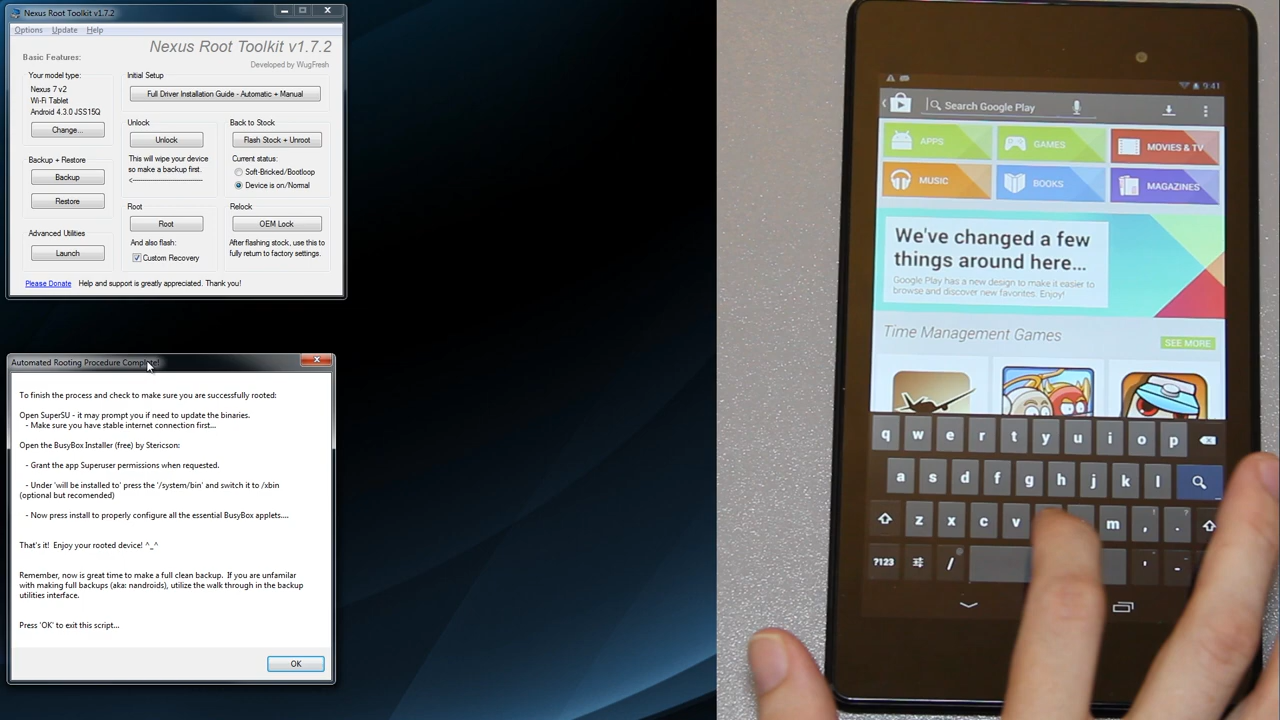 Nexus Root Toolkit v1.7.2
Options Update Help
Nexus Root Toolkit v1.7.2
Developed by WugFresh
Basic Features:
Your model type:
Nexus 7 v2
Wi-Fi Tablet
Android 4.3.0 JSS15Q
Change...
Backup + Restore
Backup
Restore
Advanced Utilities
Launch
Initial Setup
Full Driver Installation Guide - Automatic + Manual
Unlock
Unlock
This will wipe your device
so make a backup first.
<--------------------
Root
Root
And also flash:
Custom Recovery
Back to Stock
Flash Stock + Unroot
Current status:
Soft-Bricked/Bootloop
Device is on/Normal
Relock
OEM Lock
After flashing stock, use this to
fully return to factory settings.
Please Donate Help and support is greatly appreciated. Thank you!
Automated Rooting Procedure Complete!
To finish the process and check to make sure you are successfully rooted:
Open SuperSU - it may prompt you if need to update the binaries.
- Make sure you have stable internet connection first...
Open the BusyBox Installer (free) by Stericson:
- Grant the app Superuser permissions when requested.
- Under 'will be installed to' press the '/system/bin' and switch it to /xbin
(optional but recomended)
- Now press install to properly configure all the essential BusyBox applets....
That's it! Enjoy your rooted device! ^_^
Remember, now is great time to make a full clean backup. If you are unfamilar
with making full backups (aka: nandroids), utilize the walk through in the backup
utilities interface.
Press 'OK' to exit this script...
OK
9:41
Search Google Play
APPS GAMES MOVIES & TV
MUSIC BOOKS MAGAZINES
We've changed a few
things around here...
Google Play has a new design to make it easier to
browse and discover new favorites. Enjoy!
Time Management Games
SEE MORE
q w e r t y u i o p
a s d f g h j k l
z x c v m , .
?123 / ' -